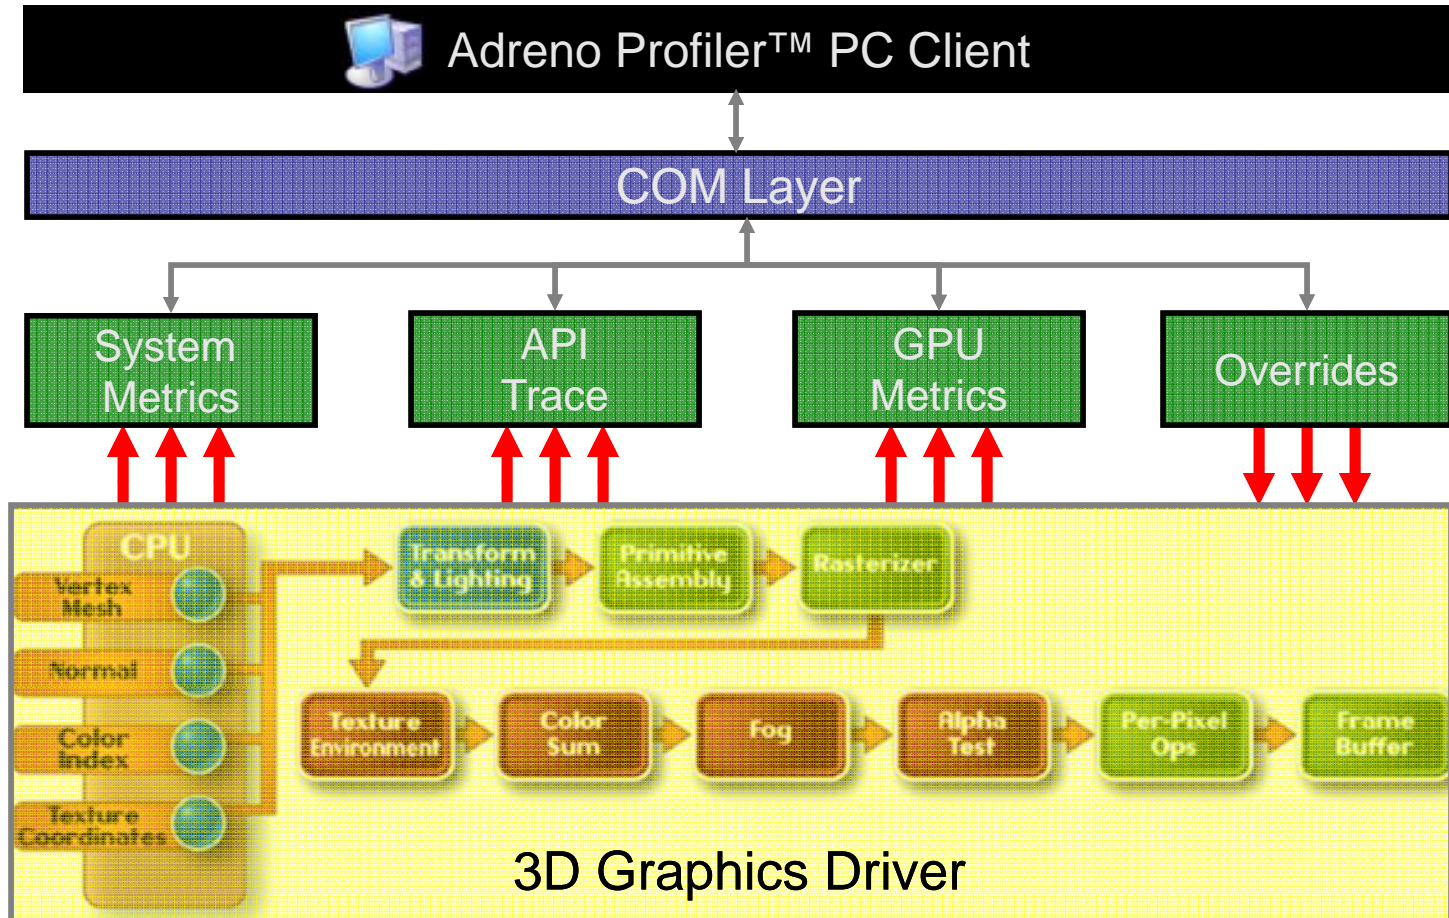 Adreno Profiler™ PC Client
COM Layer
System
Metrics
API
Trace
GPU
Metrics
Overrides
CPU
Vertex
Mesh
Normal
Color
Index
Texture
Coordinates
Transform
& Lighting
Primitive
Assembly
Rasterizer
Texture
Environment
Color
Sum
Fog
Alpha
Test
Per-Pixel
Ops
Frame
Buffer
3D Graphics Driver